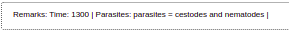 Remarks: Time: 1300 | Parasites: parasites = cestodes and nematodes |